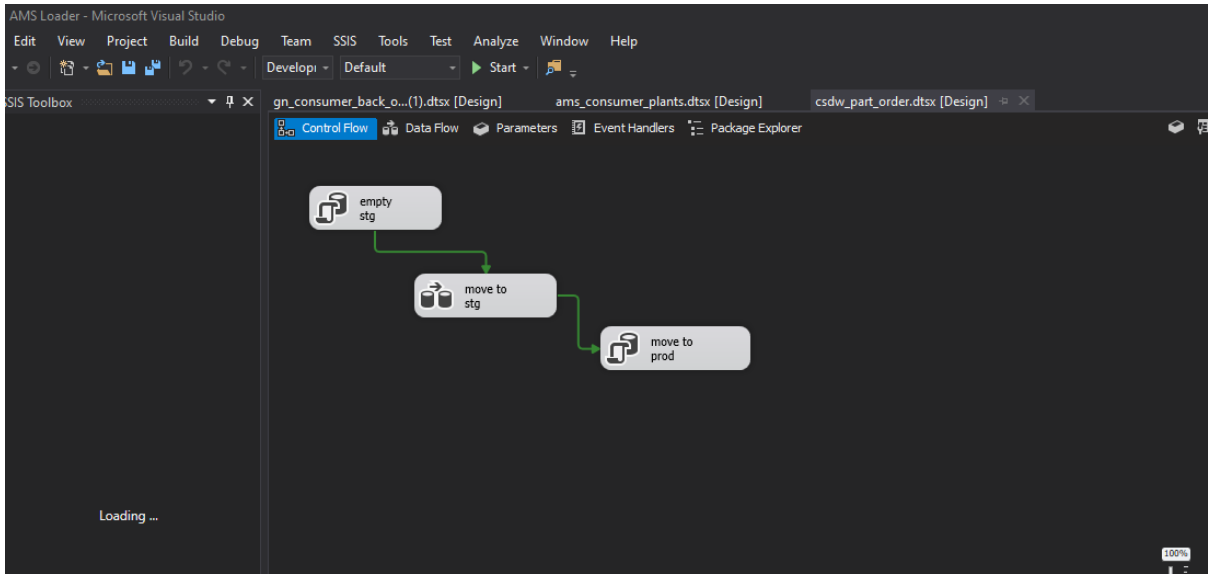 AMS Loader - Microsoft Visual Studio
Edit View Project Build Debug Team SSIS Tools Test Analyze Window Help
Developı Default Start
SSIS Toolbox
gn_consumer_back_o...(1).dtsx [Design] ams_consumer_plants.dtsx [Design] csdw_part_order.dtsx [Design]
Control Flow Data Flow Parameters Event Handlers Package Explorer
empty
stg
move to
stg
move to
prod
Loading ...
100%